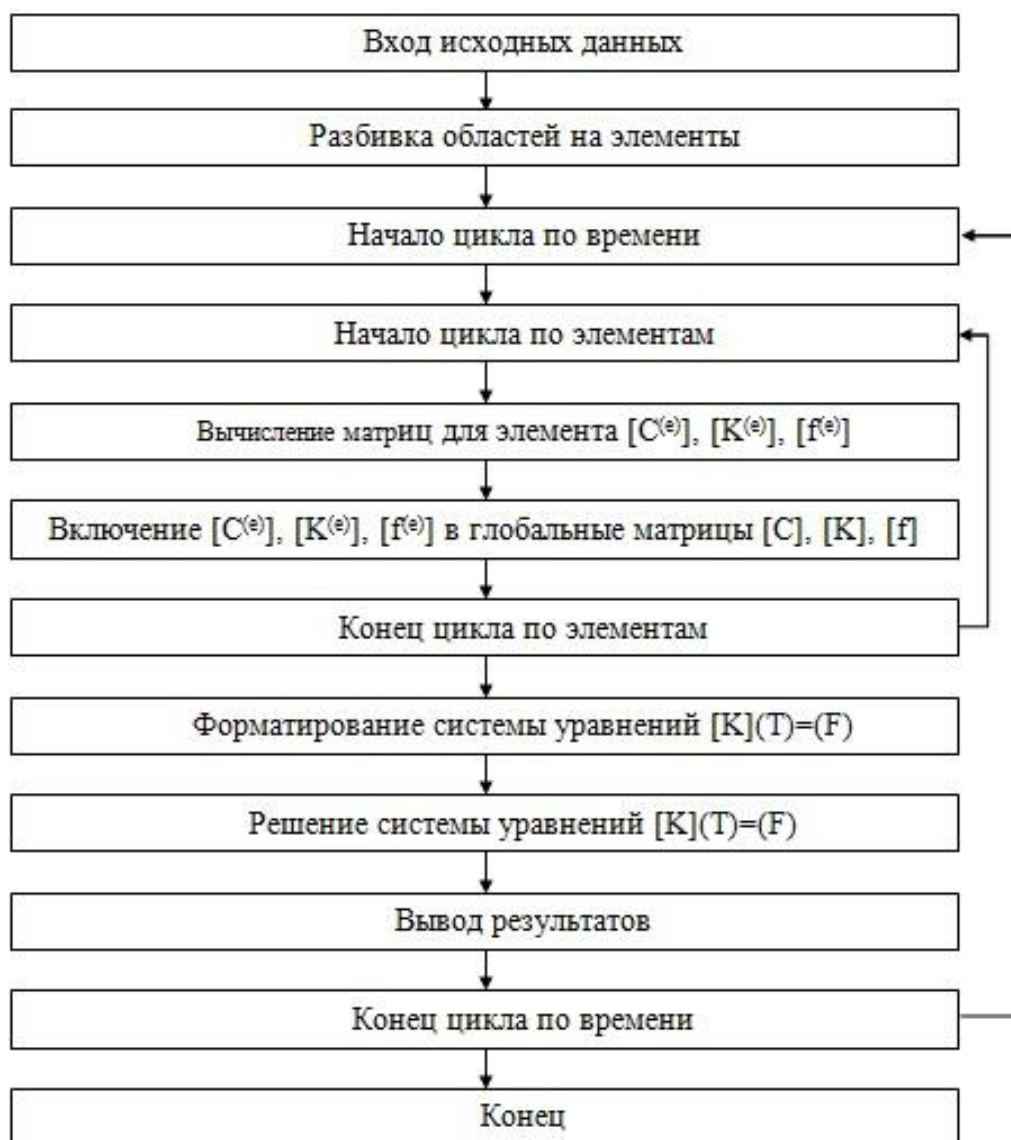 Вход исходных данных
Разбивка областей на элементы
Начало цикла по времени
Начало цикла по элементам
Вычисление матриц для элемента [C⁽ᵉ⁾], [K⁽ᵉ⁾], [f⁽ᵉ⁾]
Включение [C⁽ᵉ⁾], [K⁽ᵉ⁾], [f⁽ᵉ⁾] в глобальные матрицы [C], [K], [f]
Конец цикла по элементам
Форматирование системы уравнений [K](T)=(F)
Решение системы уравнений [K](T)=(F)
Вывод результатов
Конец цикла по времени
Конец